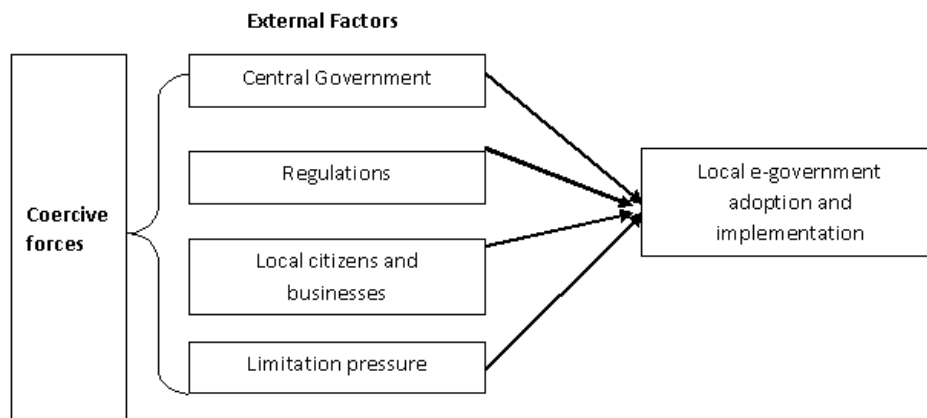 External Factors
Coercive
forces
Central Government
Regulations
Local citizens and
businesses
Limitation pressure
Local e-government
adoption and
implementation